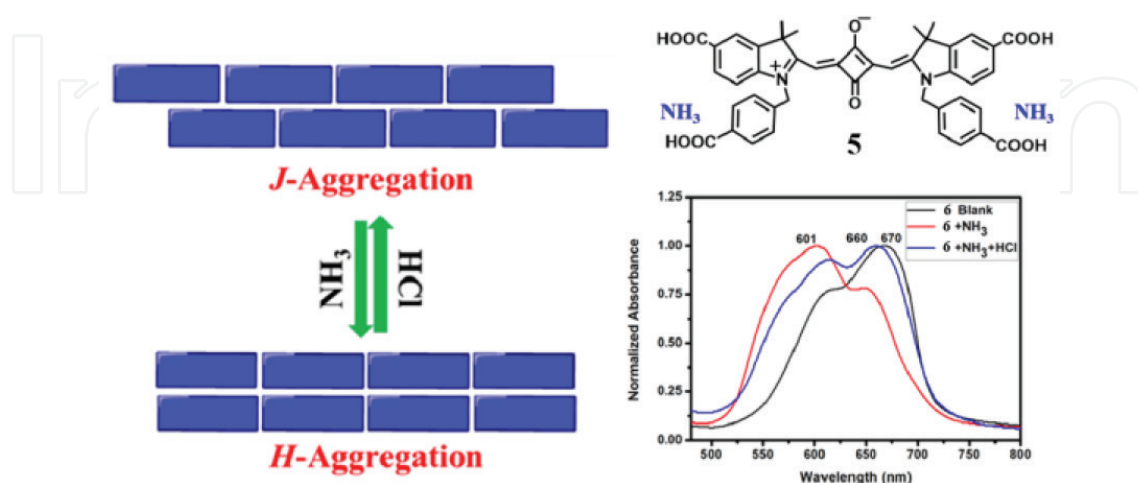 J-Aggregation
NH₃
HCl
H-Aggregation
HOOC
O⁻
COOH
+
N
N
O
NH₃
NH₃
HOOC
COOH
5
1.25
1.00
0.75
0.50
0.25
0.00
Normalized Absorbance
601
660
670
6 Blank
6 +NH₃
6 +NH₃+HCl
500
550
600
650
700
750
800
Wavelength (nm)